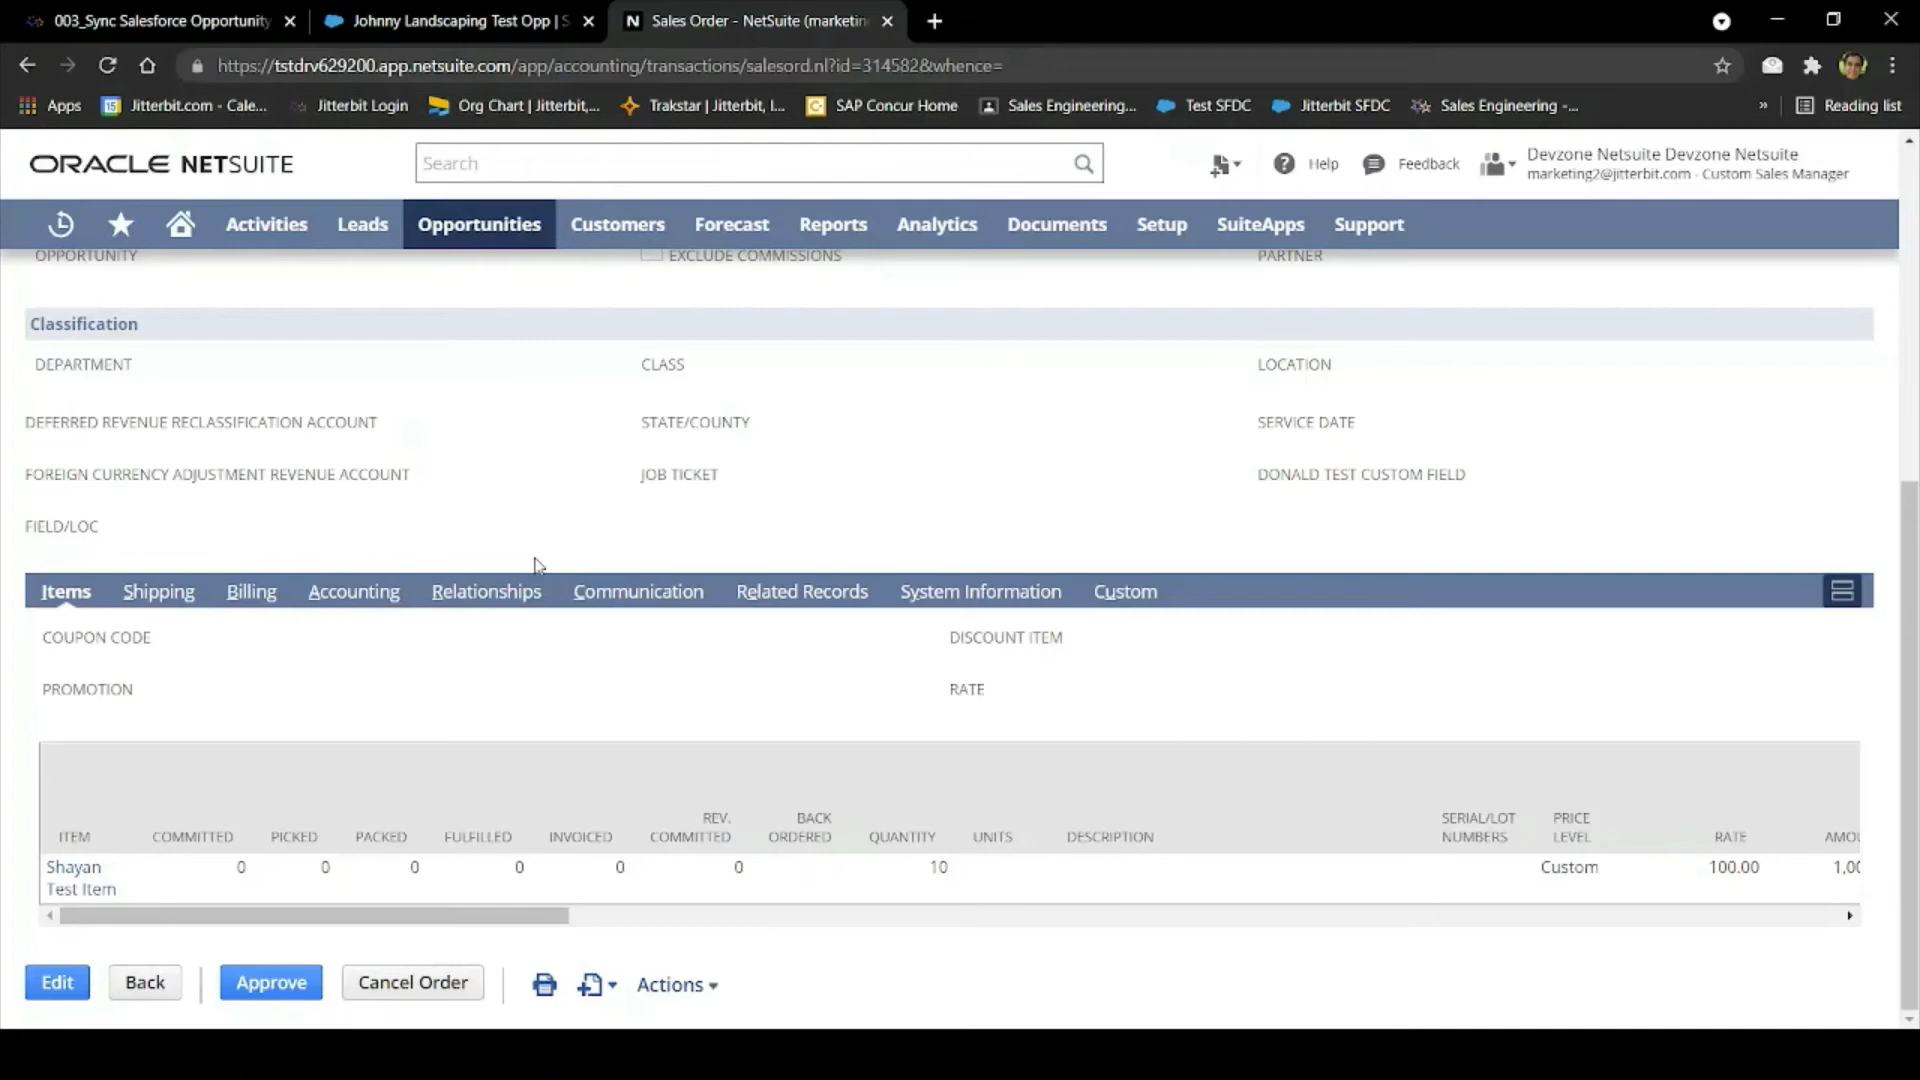 003_Sync Salesforce Opportunity
Johnny Landscaping Test Opp | S
N Sales Order - NetSuite (marketin
https://tstdrv629200.app.netsuite.com/app/accounting/transactions/salesord.nl?id=314582&whence=
Apps
15 Jitterbit.com - Cale...
Jitterbit Login
Org Chart | Jitterbit,...
Trakstar | Jitterbit, I...
SAP Concur Home
Sales Engineering...
Test SFDC
Jitterbit SFDC
Sales Engineering -...
»
Reading list
ORACLE NETSUITE
Search
Help
Feedback
Devzone Netsuite Devzone Netsuite
marketing2@jitterbit.com - Custom Sales Manager
Activities Leads Opportunities Customers Forecast Reports Analytics Documents Setup SuiteApps Support
OPPORTUNITY EXCLUDE COMMISSIONS PARTNER
Classification
DEPARTMENT CLASS LOCATION
DEFERRED REVENUE RECLASSIFICATION ACCOUNT STATE/COUNTY SERVICE DATE
FOREIGN CURRENCY ADJUSTMENT REVENUE ACCOUNT JOB TICKET DONALD TEST CUSTOM FIELD
FIELD/LOC
Items Shipping Billing Accounting Relationships Communication Related Records System Information Custom
COUPON CODE DISCOUNT ITEM
PROMOTION RATE
REV. BACK SERIAL/LOT PRICE
ITEM COMMITTED PICKED PACKED FULFILLED INVOICED COMMITTED ORDERED QUANTITY UNITS DESCRIPTION NUMBERS LEVEL RATE AMOU
Shayan 0 0 0 0 0 0 10 Custom 100.00 1,00
Test Item
Edit Back Approve Cancel Order Actions